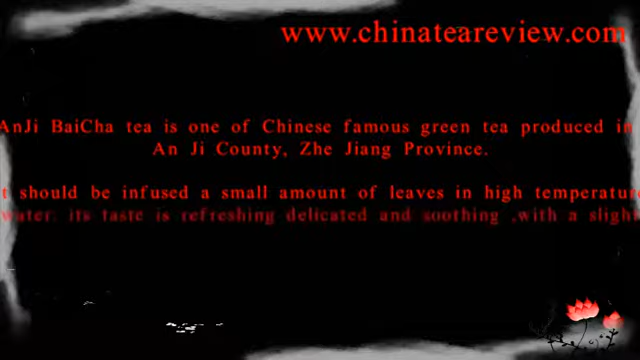 www.chinateareview.com
AnJi BaiCha tea is one of Chinese famous green tea produced in
An Ji County, Zhe Jiang Province.
t should be infused a small amount of leaves in high temperature
water. its taste is refreshing delicated and soothing ,with a slight